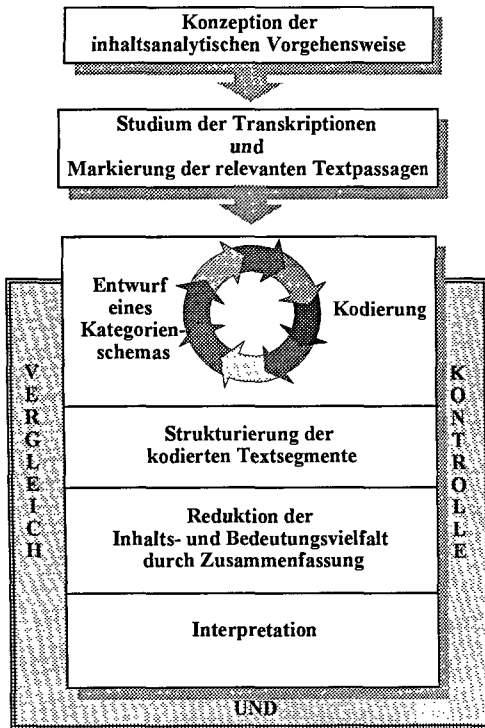 Konzeption der
inhaltsanalytischen Vorgehensweise
Studium der Transkriptionen
und
Markierung der relevanten Textpassagen
Entwurf
eines
Kategorien-
schemas
Kodierung
Strukturierung der
kodierten Textsegmente
Reduktion der
Inhalts- und Bedeutungsvielfalt
durch Zusammenfassung
Interpretation
VERGLEICH
UND
KONTROLLE